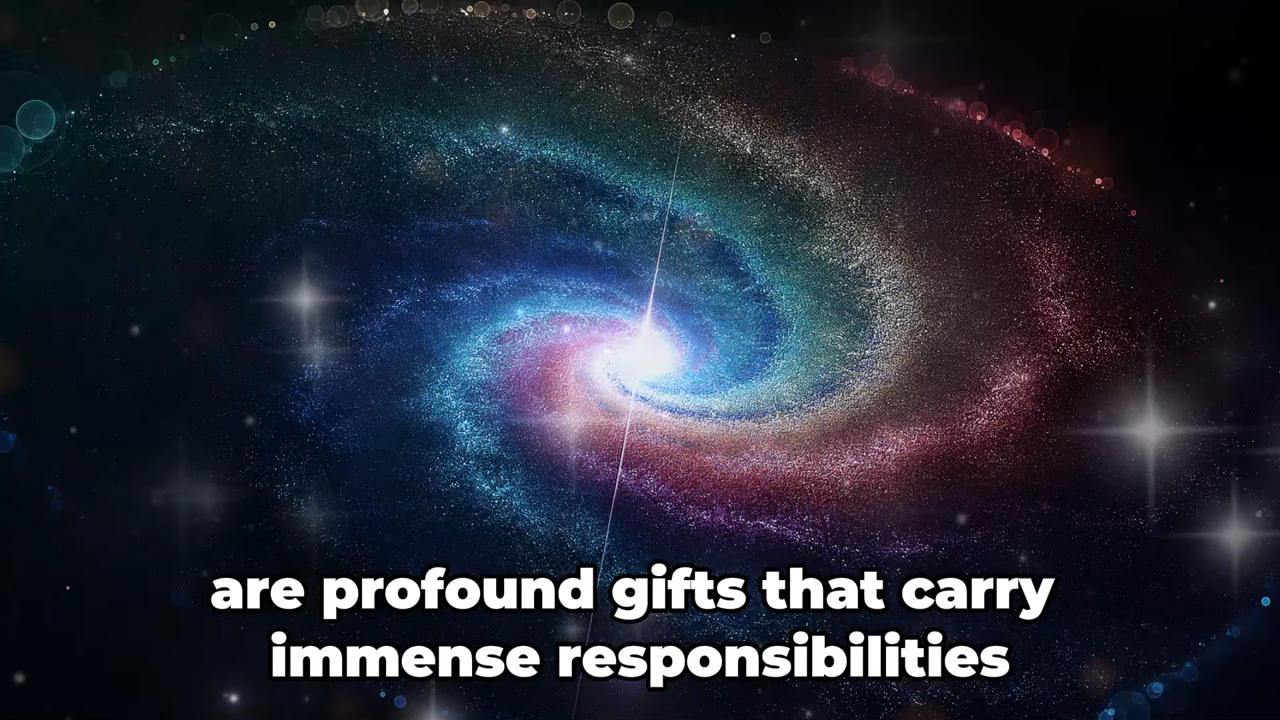 are profound gifts that carry
immense responsibilities